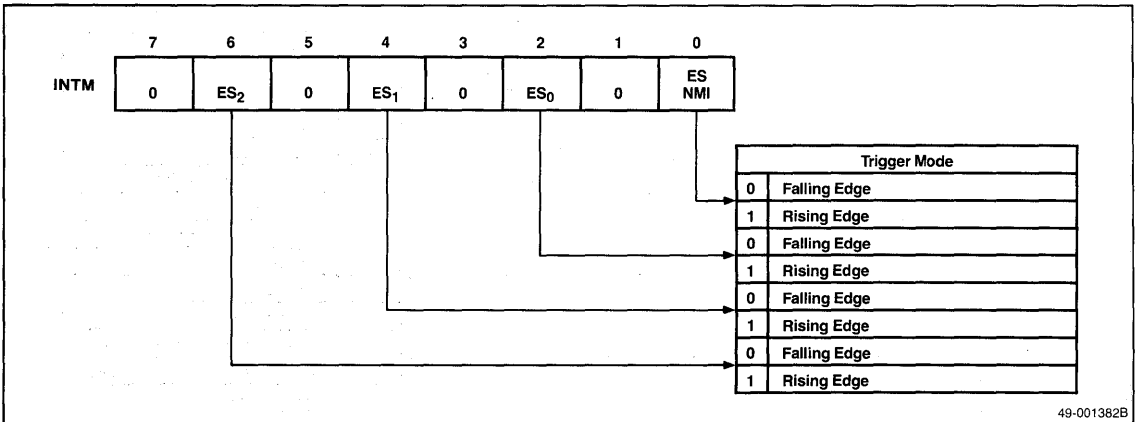 7 6 5 4 3 2 1 0
INTM 0 ES₂ 0 ES₁ 0 ES₀ 0 ES NMI
Trigger Mode
0 Falling Edge
1 Rising Edge
0 Falling Edge
1 Rising Edge
0 Falling Edge
1 Rising Edge
0 Falling Edge
1 Rising Edge
49-001382B